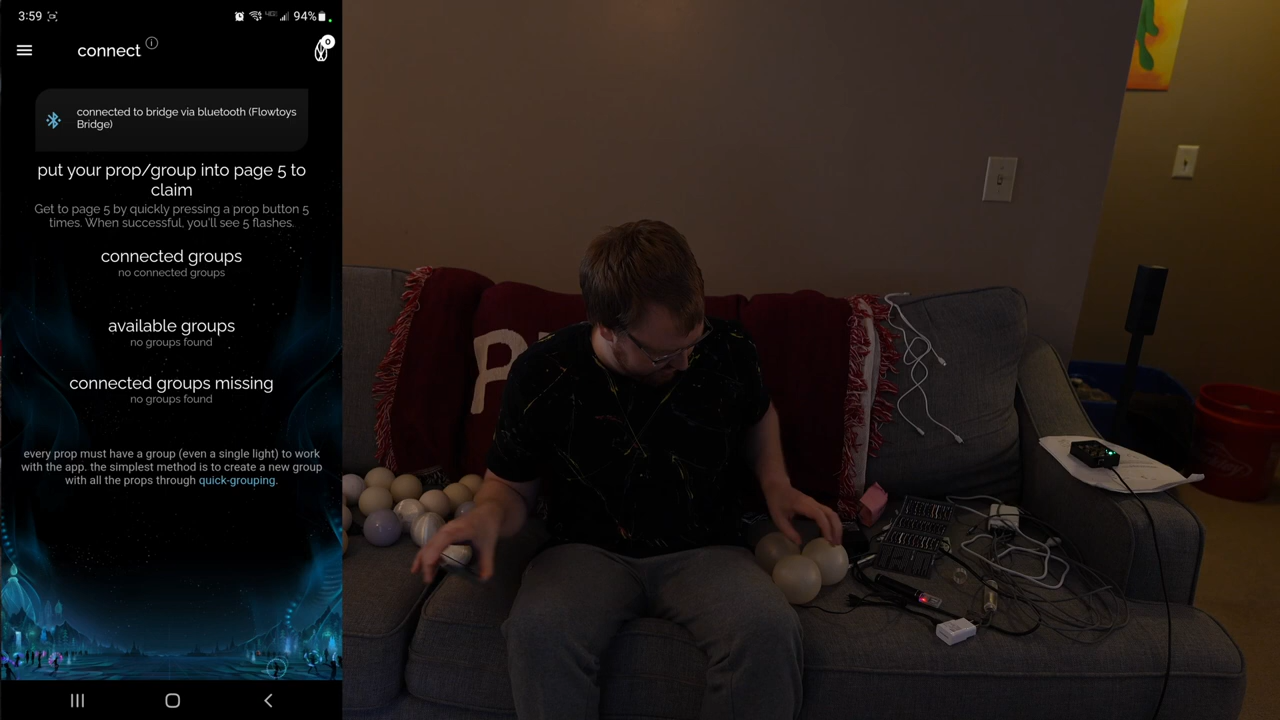 3:59
94%
connect
0
connected to bridge via bluetooth (Flowtoys
Bridge)
put your prop/group into page 5 to
claim
Get to page 5 by quickly pressing a prop button 5
times. When successful, you'll see 5 flashes.
connected groups
no connected groups
available groups
no groups found
connected groups missing
no groups found
every prop must have a group (even a single light) to work
with the app. the simplest method is to create a new group
with all the props through quick-grouping.
P